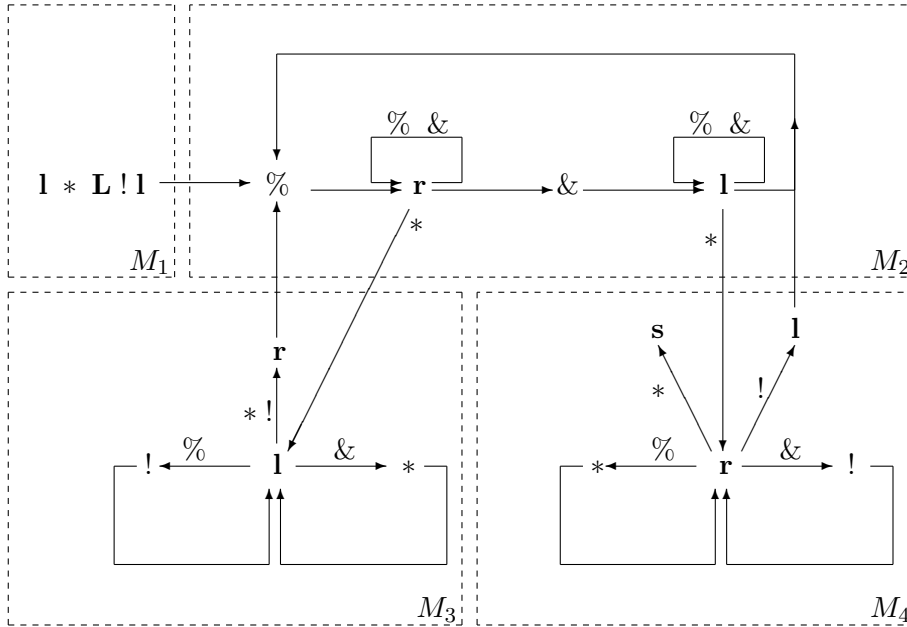 % & % &
l * L ! l % r & l
* *
M1 M2
s l
r
* !
* !
! % l & * * % r & !
M3 M4